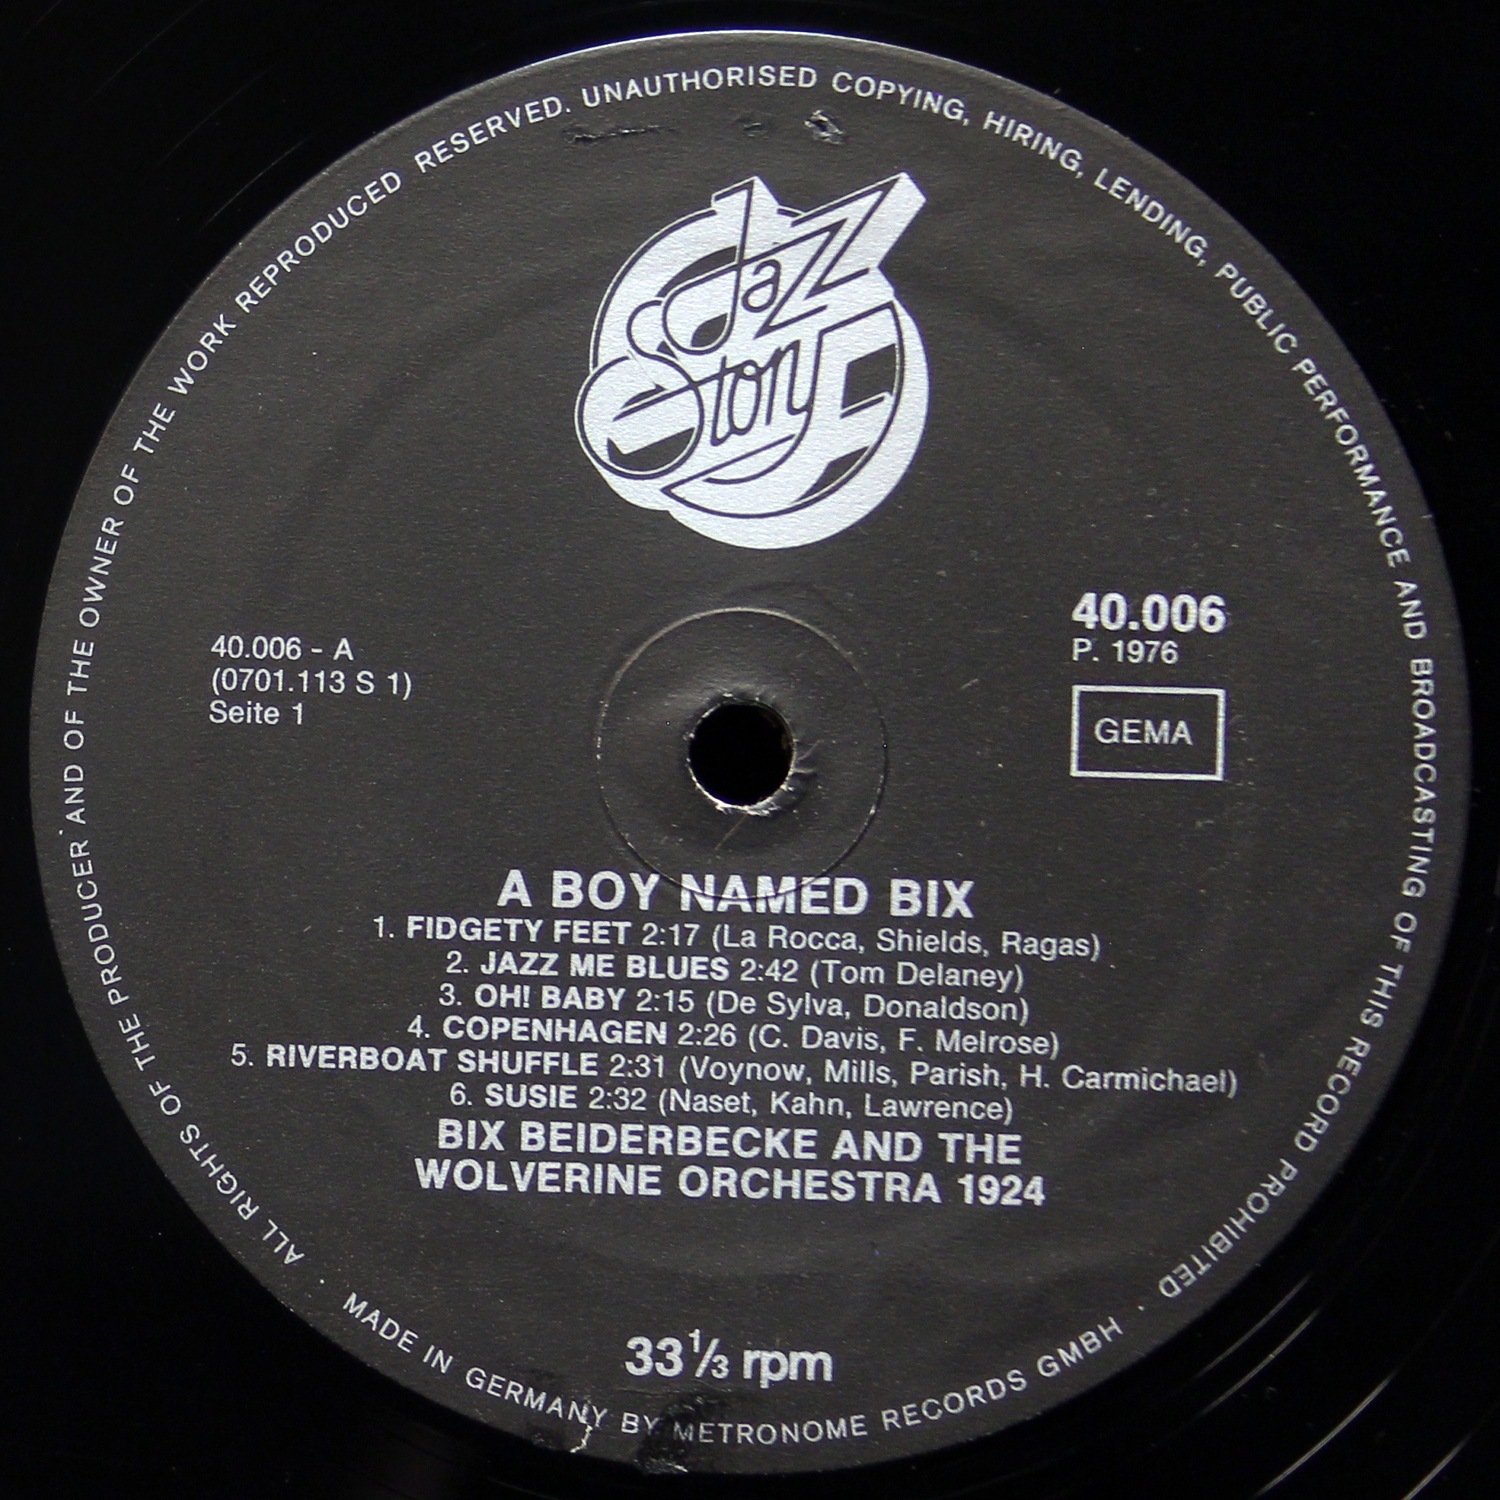 ALL RIGHTS OF THE PRODUCER AND OF THE OWNER OF THE WORK REPRODUCED RESERVED. UNAUTHORISED COPYING, HIRING, LENDING, PUBLIC PERFORMANCE AND BROADCASTING OF THIS RECORD PROHIBITED ·
Jazz
Stone
40.006 - A
(0701.113 S 1)
Seite 1
40.006
P. 1976
GEMA
A BOY NAMED BIX
1. FIDGETY FEET 2:17 (La Rocca, Shields, Ragas)
2. JAZZ ME BLUES 2:42 (Tom Delaney)
3. OH! BABY 2:15 (De Sylva, Donaldson)
4. COPENHAGEN 2:26 (C. Davis, F. Melrose)
5. RIVERBOAT SHUFFLE 2:31 (Voynow, Mills, Parish, H. Carmichael)
6. SUSIE 2:32 (Naset, Kahn, Lawrence)
BIX BEIDERBECKE AND THE
WOLVERINE ORCHESTRA 1924
33⅓ rpm
· MADE IN GERMANY BY METRONOME RECORDS GMBH